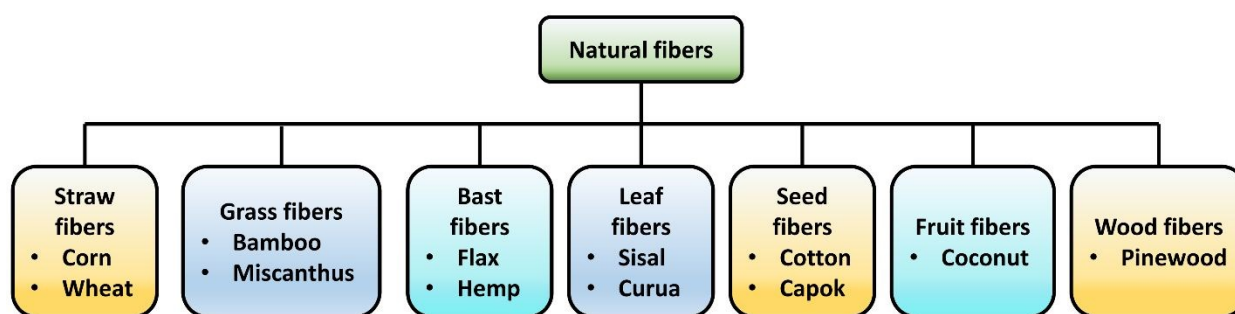 Natural fibers
Straw
fibers
• Corn
• Wheat
Grass fibers
• Bamboo
• Miscanthus
Bast
fibers
• Flax
• Hemp
Leaf
fibers
• Sisal
• Curua
Seed
fibers
• Cotton
• Capok
Fruit fibers
• Coconut
Wood fibers
• Pinewood